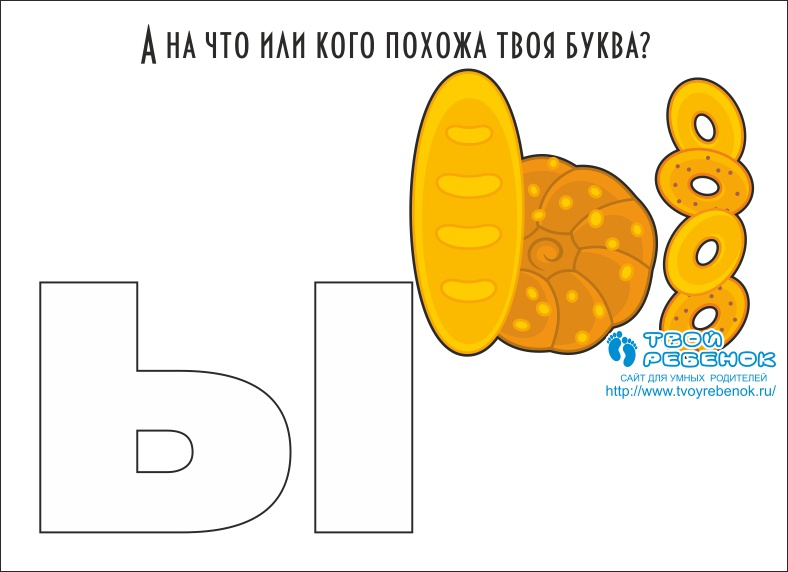 А НА ЧТО ИЛИ КОГО ПОХОЖА ТВОЯ БУКВА?
Ы
ТВОЙ
РЕБЕНОК
САЙТ ДЛЯ УМНЫХ РОДИТЕЛЕЙ
http://www.tvoyrebenok.ru/